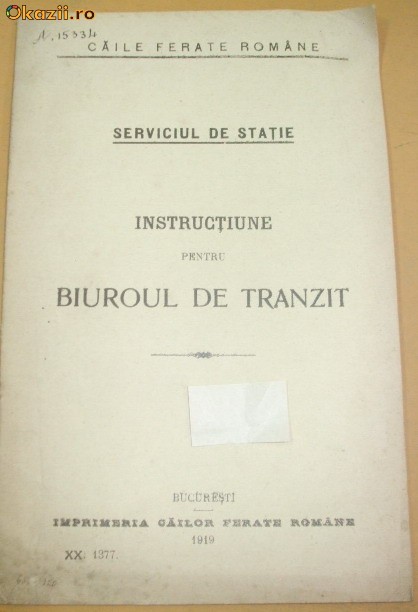 Okazii.ro
N. 15334
CĂILE FERATE ROMÂNE
SERVICIUL DE STAȚIE
INSTRUCȚIUNE
PENTRU
BIUROUL DE TRANZIT
BUCUREȘTI
IMPRIMERIA CĂILOR FERATE ROMÂNE
1919
XX. 1377.